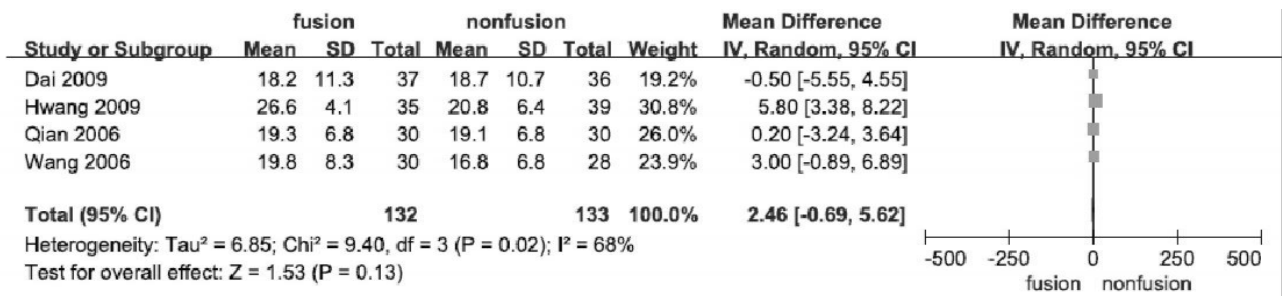 fusion nonfusion Mean Difference Mean Difference
Study or Subgroup Mean SD Total Mean SD Total Weight IV, Random, 95% CI IV, Random, 95% CI
Dai 2009 18.2 11.3 37 18.7 10.7 36 19.2% -0.50 [-5.55, 4.55]
Hwang 2009 26.6 4.1 35 20.8 6.4 39 30.8% 5.80 [3.38, 8.22]
Qian 2006 19.3 6.8 30 19.1 6.8 30 26.0% 0.20 [-3.24, 3.64]
Wang 2006 19.8 8.3 30 16.8 6.8 28 23.9% 3.00 [-0.89, 6.89]
Total (95% CI) 132 133 100.0% 2.46 [-0.69, 5.62]
Heterogeneity: Tau² = 6.85; Chi² = 9.40, df = 3 (P = 0.02); I² = 68%
Test for overall effect: Z = 1.53 (P = 0.13)
-500 -250 0 250 500
fusion nonfusion